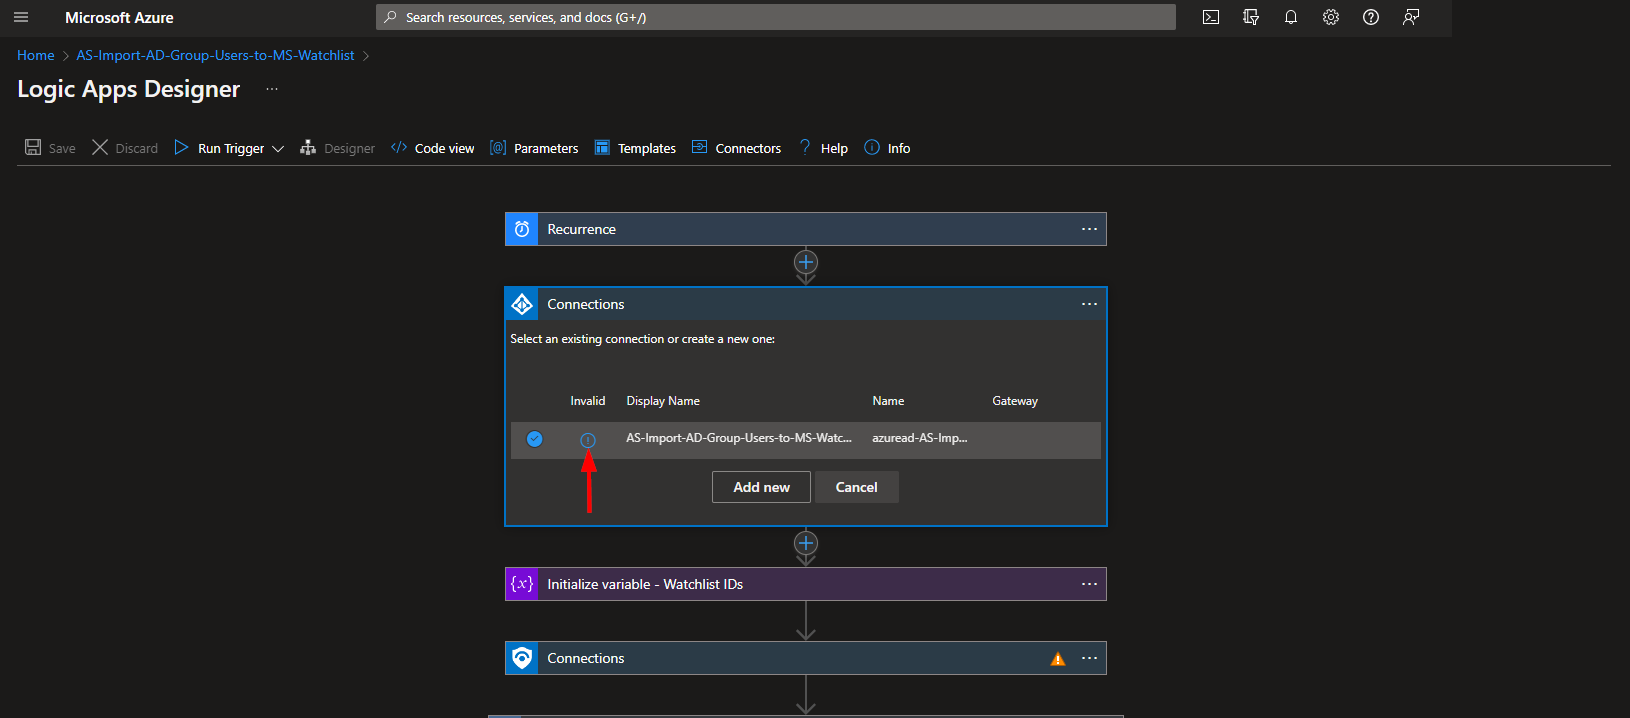 Microsoft Azure
Search resources, services, and docs (G+/)
Home > AS-Import-AD-Group-Users-to-MS-Watchlist >
Logic Apps Designer ...
Save Discard Run Trigger Designer Code view Parameters Templates Connectors Help Info
Recurrence
Connections
Select an existing connection or create a new one:
Invalid Display Name Name Gateway
AS-Import-AD-Group-Users-to-MS-Watc... azuread-AS-Imp...
Add new Cancel
{x} Initialize variable - Watchlist IDs
Connections